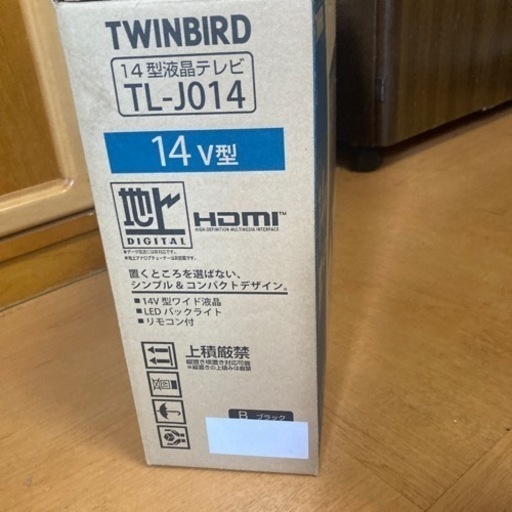 TWINBIRD
14型液晶テレビ
TL-J014
14V型
地上
DIGITAL
HDMI™
HIGH-DEFINITION MULTIMEDIA INTERFACE
置くところを選ばない、
シンプル&コンパクトデザイン。
■14V型ワイド液晶
■LEDバックライト
■リモコン付
上積厳禁
B ブラック